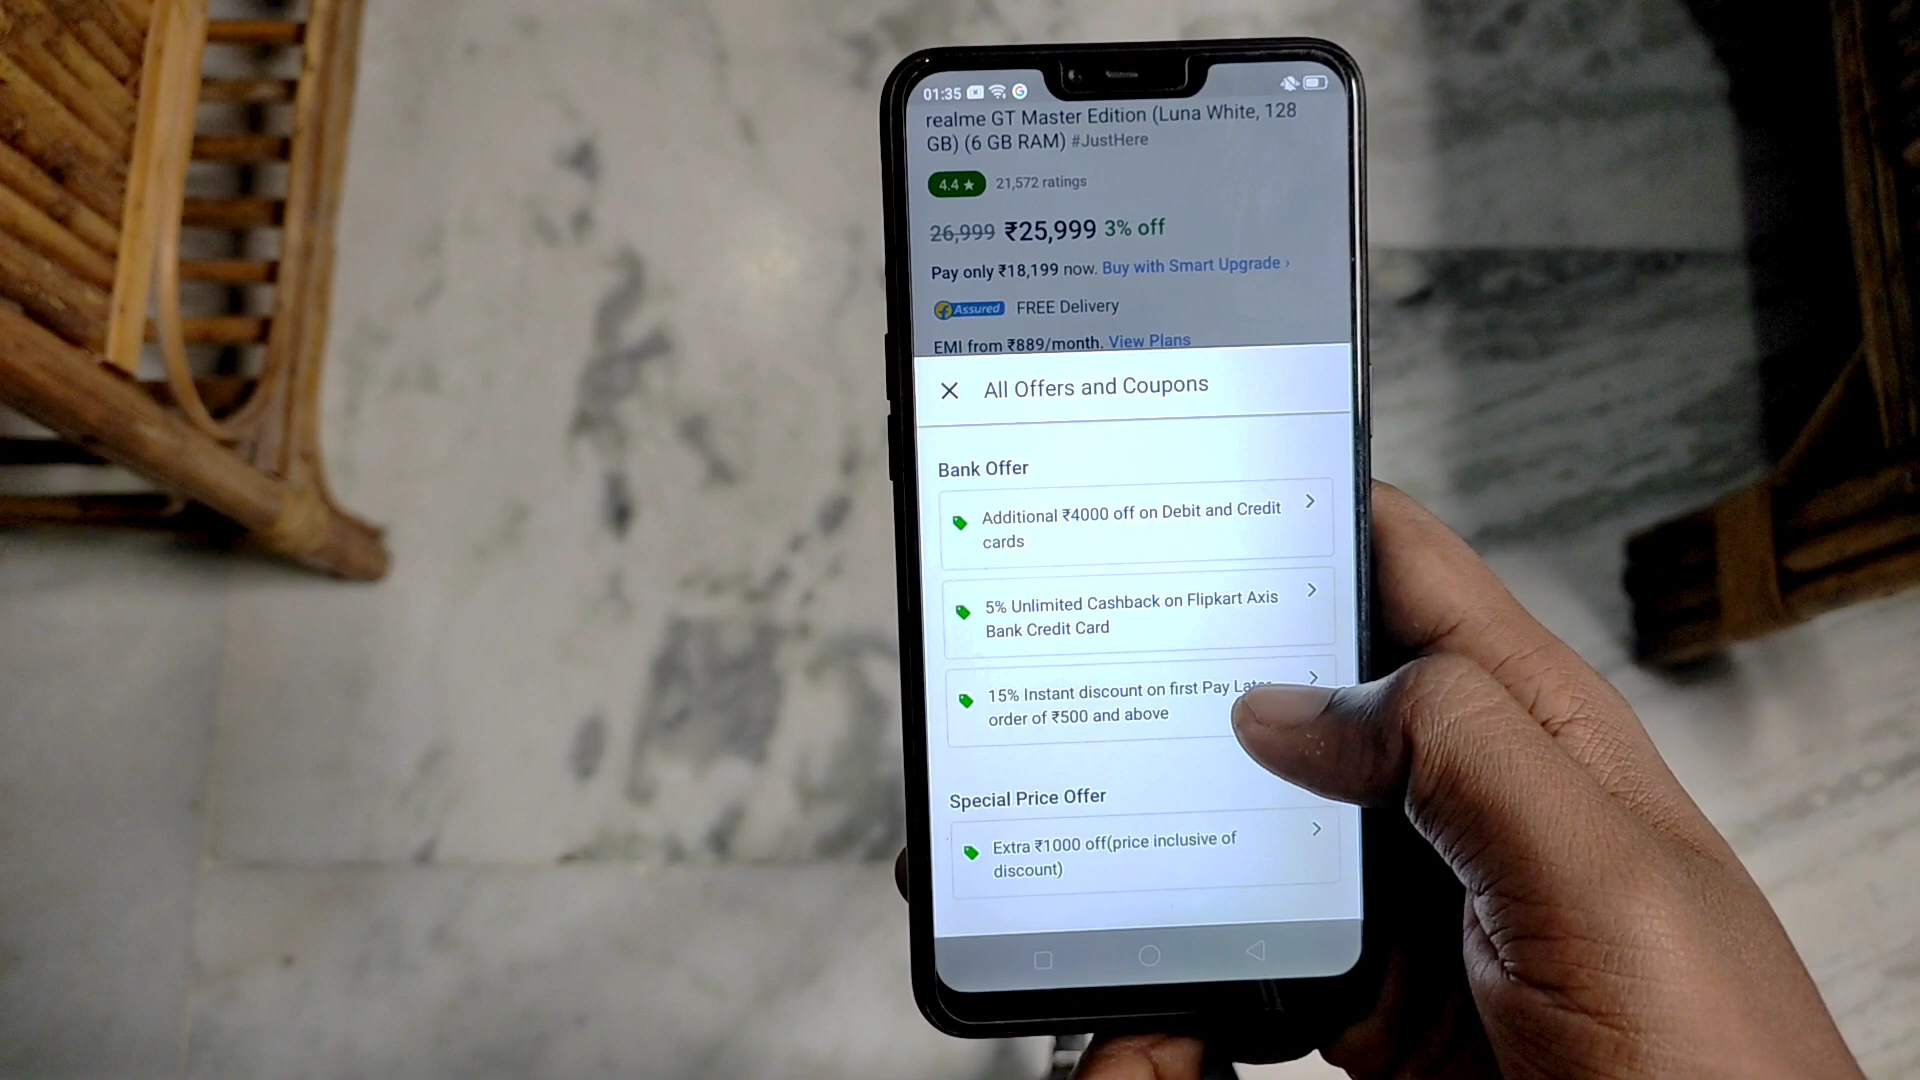 01:35
realme GT Master Edition (Luna White, 128
GB) (6 GB RAM) #JustHere
4.4 ★ 21,572 ratings
26,999 ₹25,999 3% off
Pay only ₹18,199 now. Buy with Smart Upgrade ›
f Assured FREE Delivery
EMI from ₹889/month. View Plans
All Offers and Coupons
Bank Offer
Additional ₹4000 off on Debit and Credit
cards
5% Unlimited Cashback on Flipkart Axis
Bank Credit Card
15% Instant discount on first Pay Later
order of ₹500 and above
Special Price Offer
Extra ₹1000 off(price inclusive of
discount)